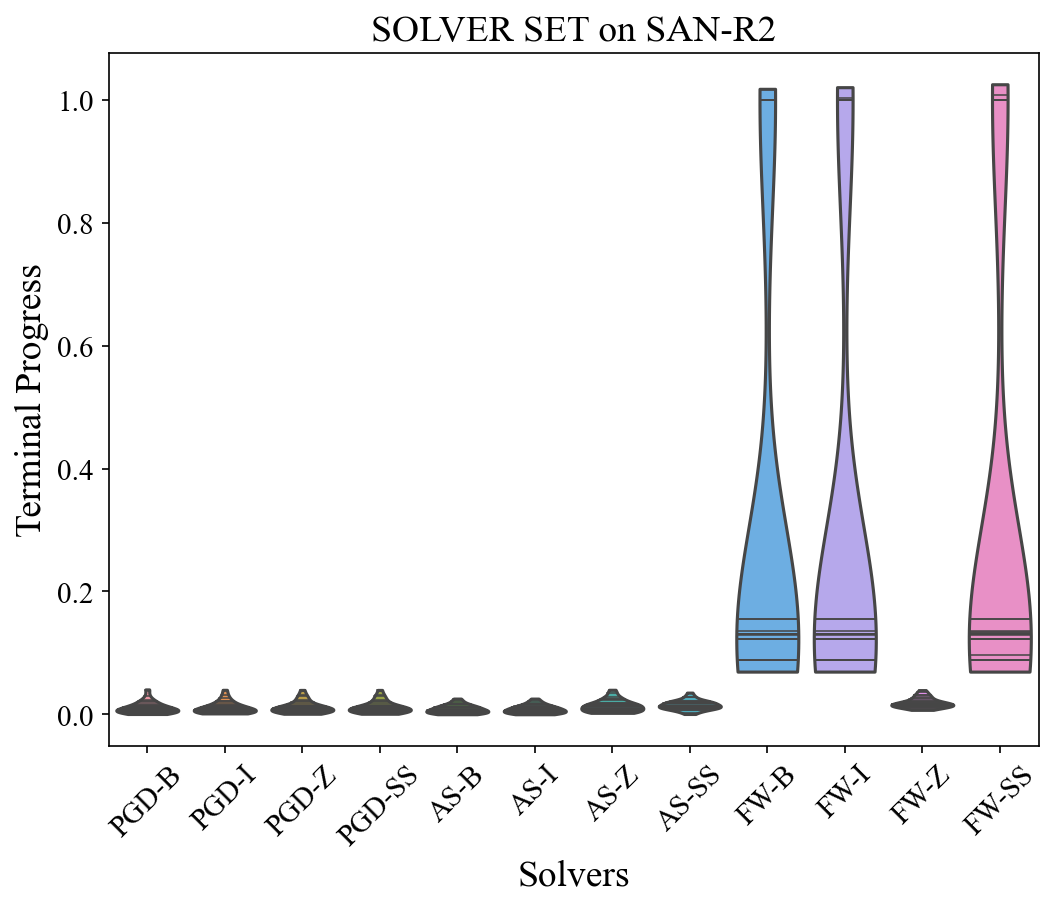 SOLVER SET on SAN-R2
Terminal Progress
1.0
0.8
0.6
0.4
0.2
0.0
PGD-B
PGD-I
PGD-Z
PGD-SS
AS-B
AS-I
AS-Z
AS-SS
FW-B
FW-I
FW-Z
FW-SS
Solvers